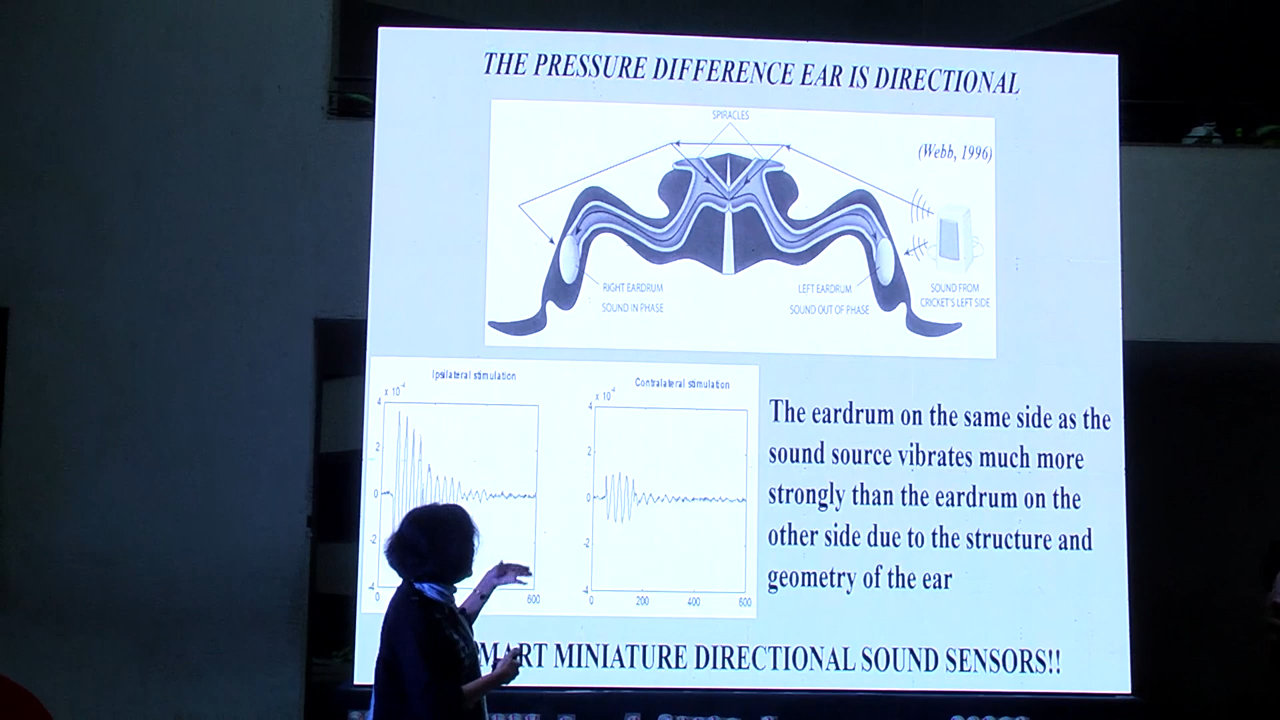 THE PRESSURE DIFFERENCE EAR IS DIRECTIONAL
SPIRACLES
(Webb, 1996)
RIGHT EARDRUM
SOUND IN PHASE
LEFT EARDRUM
SOUND OUT OF PHASE
SOUND FROM
CRICKET'S LEFT SIDE
Ipsilateral stimulation
x 10^-4
4
2
0
-2
-4
0
600
Contralateral stimulation
x 10^-4
4
2
0
-2
-4
0 200 400 600
The eardrum on the same side as the
sound source vibrates much more
strongly than the eardrum on the
other side due to the structure and
geometry of the ear
MART MINIATURE DIRECTIONAL SOUND SENSORS!!